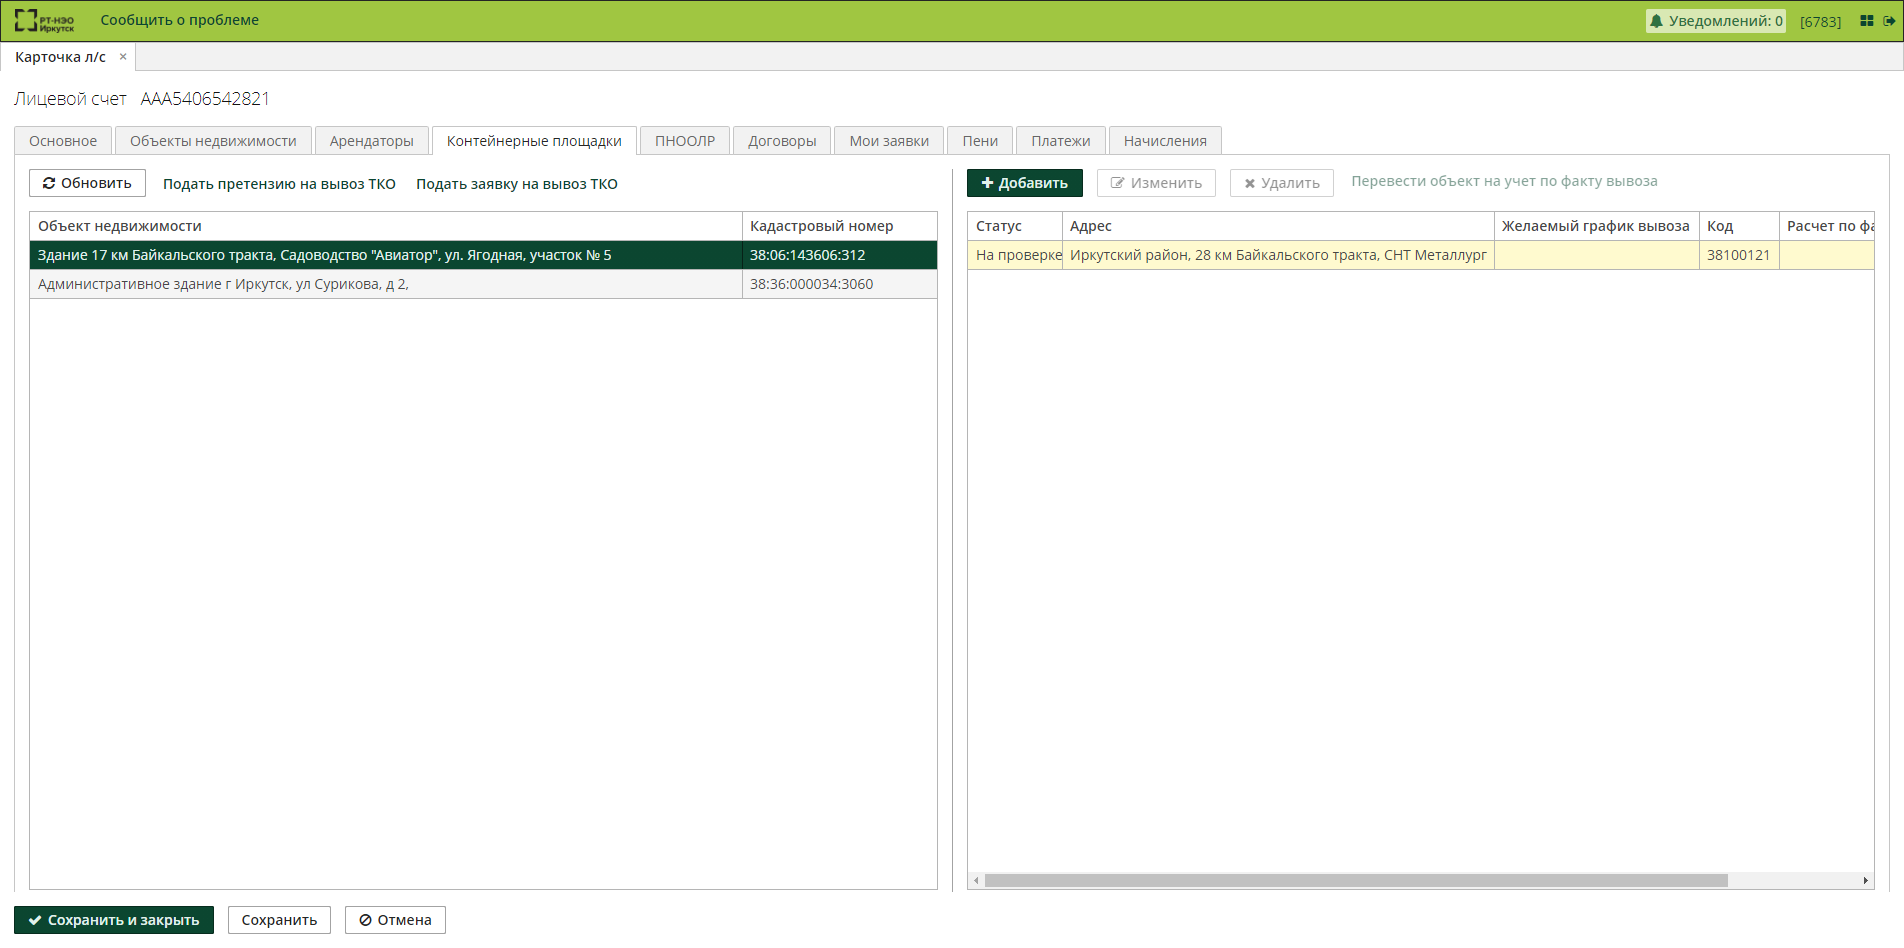 РТ-НЭО
Иркутск
Сообщить о проблеме
Уведомлений: 0
[6783]
Карточка л/с ×
Лицевой счет ААА5406542821
Основное
Объекты недвижимости
Арендаторы
Контейнерные площадки
ПНООЛР
Договоры
Мои заявки
Пени
Платежи
Начисления
Обновить
Подать претензию на вывоз ТКО
Подать заявку на вывоз ТКО
Объект недвижимости Кадастровый номер
Здание 17 км Байкальского тракта, Садоводство "Авиатор", ул. Ягодная, участок № 5 38:06:143606:312
Административное здание г Иркутск, ул Сурикова, д 2, 38:36:000034:3060
Добавить
Изменить
Удалить
Перевести объект на учет по факту вывоза
Статус Адрес Желаемый график вывоза Код Расчет по фа
На проверке Иркутский район, 28 км Байкальского тракта, СНТ Металлург 38100121
Сохранить и закрыть
Сохранить
Отмена